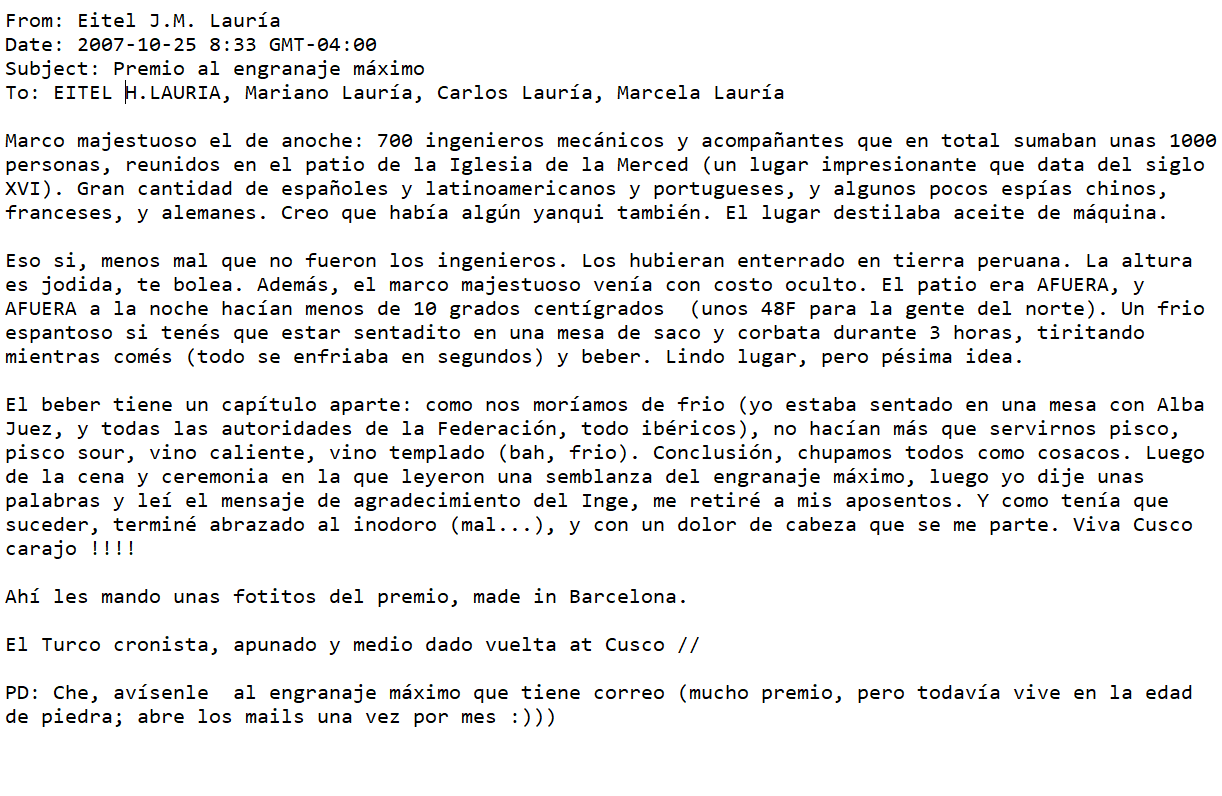 From: Eitel J.M. Lauría
Date: 2007-10-25 8:33 GMT-04:00
Subject: Premio al engranaje máximo
To: EITEL H.LAURIA, Mariano Lauría, Carlos Lauría, Marcela Lauría
Marco majestuoso el de anoche: 700 ingenieros mecánicos y acompañantes que en total sumaban unas 1000
personas, reunidos en el patio de la Iglesia de la Merced (un lugar impresionante que data del siglo
XVI). Gran cantidad de españoles y latinoamericanos y portugueses, y algunos pocos espías chinos,
franceses, y alemanes. Creo que había algún yanqui también. El lugar destilaba aceite de máquina.
Eso si, menos mal que no fueron los ingenieros. Los hubieran enterrado en tierra peruana. La altura
es jodida, te bolea. Además, el marco majestuoso venía con costo oculto. El patio era AFUERA, y
AFUERA a la noche hacían menos de 10 grados centígrados  (unos 48F para la gente del norte). Un frio
espantoso si tenés que estar sentadito en una mesa de saco y corbata durante 3 horas, tiritando
mientras comés (todo se enfriaba en segundos) y beber. Lindo lugar, pero pésima idea.
El beber tiene un capítulo aparte: como nos moríamos de frio (yo estaba sentado en una mesa con Alba
Juez, y todas las autoridades de la Federación, todo ibéricos), no hacían más que servirnos pisco,
pisco sour, vino caliente, vino templado (bah, frio). Conclusión, chupamos todos como cosacos. Luego
de la cena y ceremonia en la que leyeron una semblanza del engranaje máximo, luego yo dije unas
palabras y leí el mensaje de agradecimiento del Inge, me retiré a mis aposentos. Y como tenía que
suceder, terminé abrazado al inodoro (mal...), y con un dolor de cabeza que se me parte. Viva Cusco
carajo !!!!
Ahí les mando unas fotitos del premio, made in Barcelona.
El Turco cronista, apunado y medio dado vuelta at Cusco //
PD: Che, avísenle  al engranaje máximo que tiene correo (mucho premio, pero todavía vive en la edad
de piedra; abre los mails una vez por mes :)))